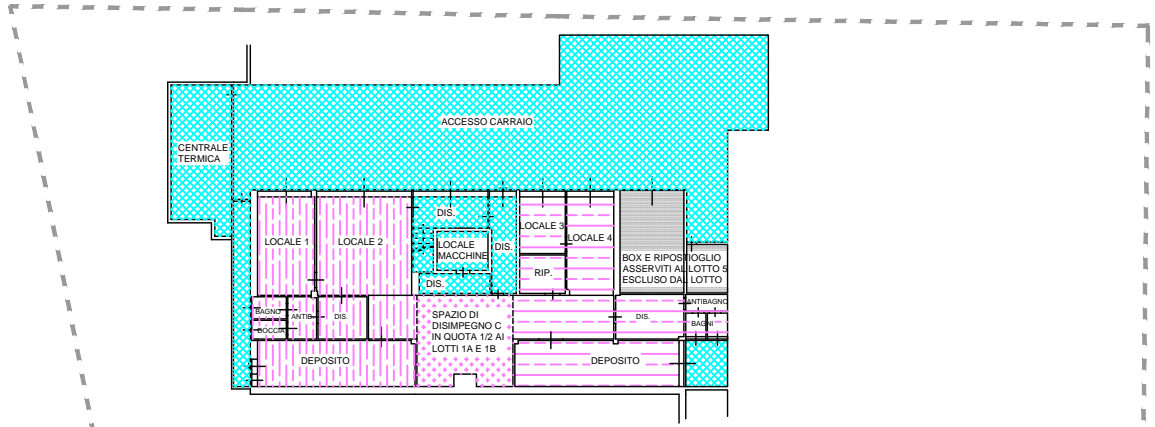 ACCESSO CARRAIO
CENTRALE
TERMICA
DIS.
LOCALE 1
LOCALE 2
LOCALE
MACCHINE
DIS.
LOCALE 3
LOCALE 4
BOX E RIPOSTIGLIO
ASSERVITI AL LOTTO 5
ESCLUSO DAL LOTTO
RIP.
DIS.
BAGNO
DOCCIA
ANTIB.
DIS.
SPAZIO DI
DISIMPEGNO C
IN QUOTA 1/2 AI
LOTTI 1A E 1B
DIS.
ANTIBAGNO
BAGNI
DEPOSITO
DEPOSITO